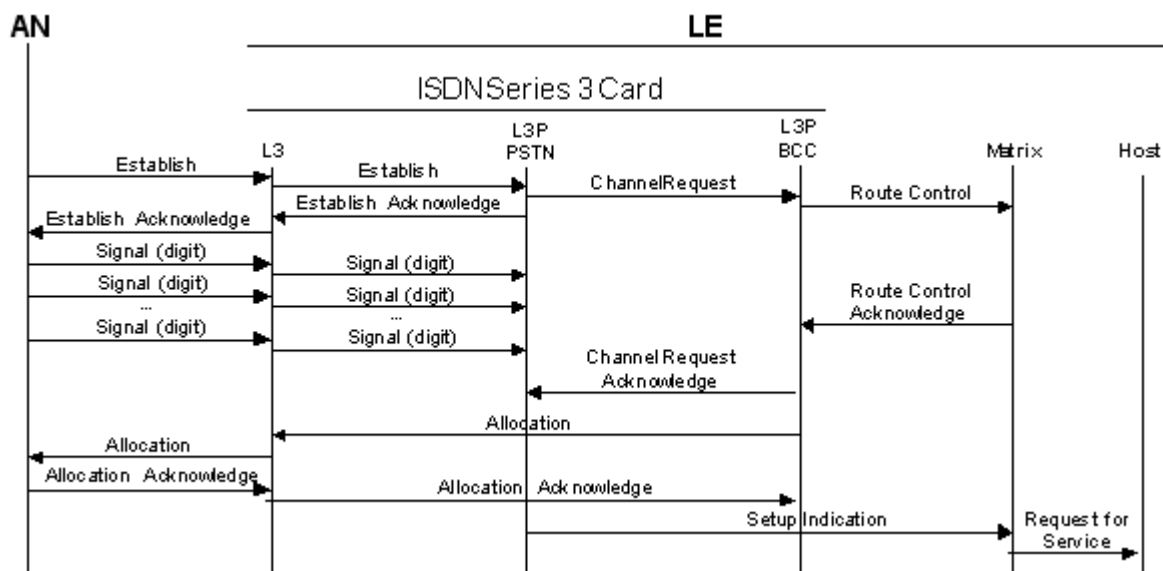 AN
LE
ISDNSeries 3 Card
L3
L3P
PSTN
L3P
BCC
Matrix
Host
Establish
Establish
ChannelRequest
Route Control
Establish Acknowledge
Establish Acknowledge
Signal (digit)
Signal (digit)
Signal (digit)
Signal (digit)
...
...
Signal (digit)
Signal (digit)
Route Control
Acknowledge
ChannelRequest
Acknowledge
Allocation
Allocation
Allocation Acknowledge
Allocation Acknowledge
Setup Indication
Request for
Service